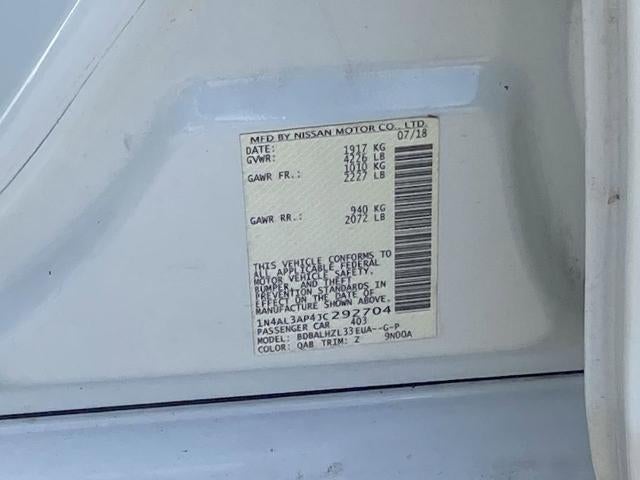 MFD BY NISSAN MOTOR CO., LTD.
DATE: 07/18
GVWR: 1917 KG
4226 LB
GAWR FR.: 1010 KG
2227 LB
GAWR RR.: 940 KG
2072 LB
THIS VEHICLE CONFORMS TO
ALL APPLICABLE FEDERAL
MOTOR VEHICLE SAFETY,
BUMPER, AND THEFT
PREVENTION STANDARDS IN
EFFECT ON THE DATE OF
MANUFACTURE SHOWN ABOVE.
1N4AL3AP4JC292704
PASSENGER CAR 403
MODEL: BDBALHZL33EUA--G-P
COLOR: QAB TRIM: Z 9N00A